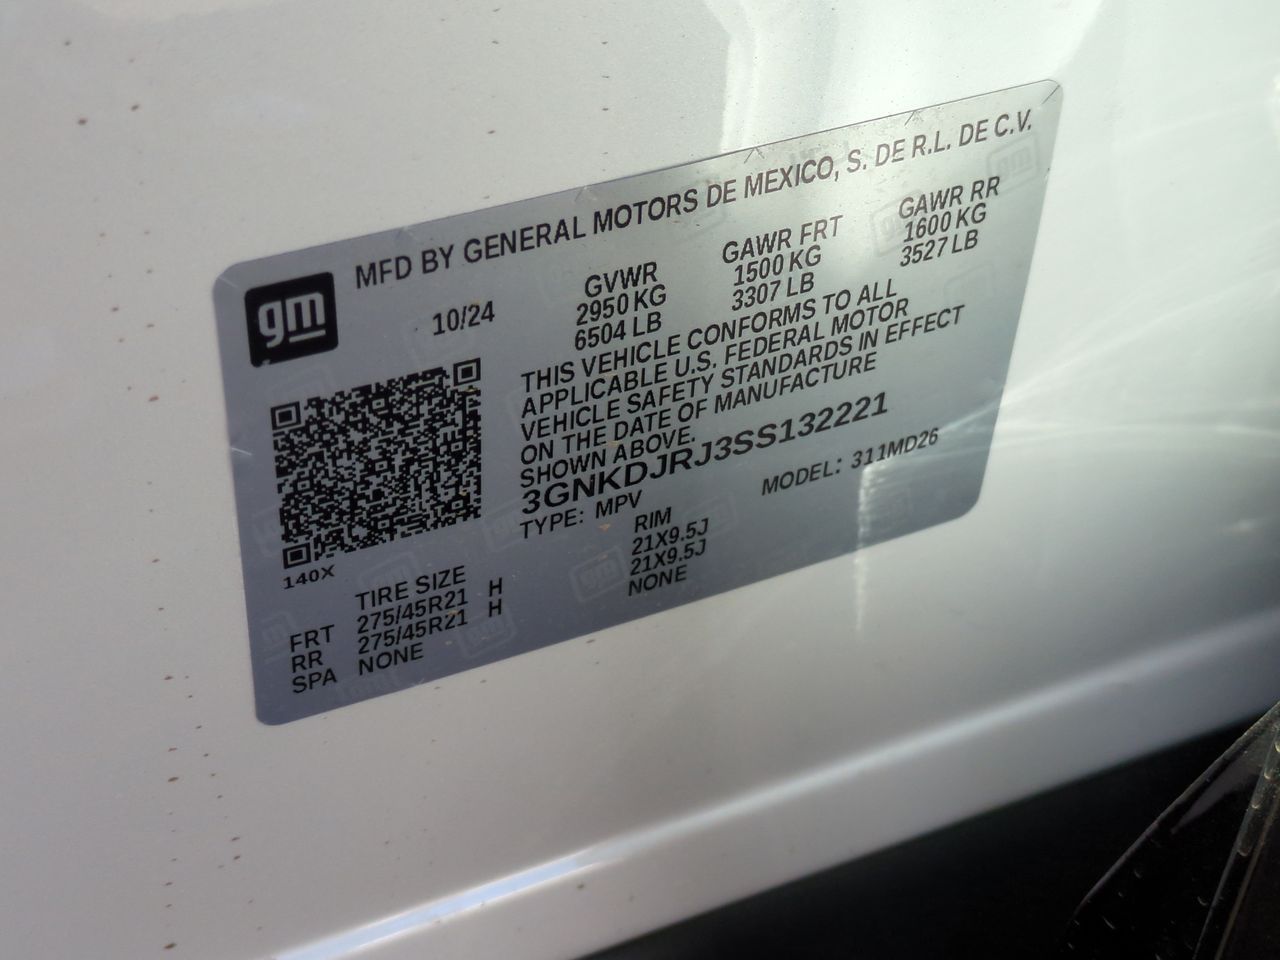 gm
MFD BY GENERAL MOTORS DE MEXICO, S. DE R.L. DE C.V.
10/24
GVWR GAWR FRT GAWR RR
2950 KG 1500 KG 1600 KG
6504 LB 3307 LB 3527 LB
THIS VEHICLE CONFORMS TO ALL
APPLICABLE U.S. FEDERAL MOTOR
VEHICLE SAFETY STANDARDS IN EFFECT
ON THE DATE OF MANUFACTURE
SHOWN ABOVE.
3GNKDJRJ3SS132221
TYPE: MPV MODEL: 311MD26
140X
TIRE SIZE RIM
FRT 275/45R21 H 21X9.5J
RR 275/45R21 H 21X9.5J
SPA NONE NONE